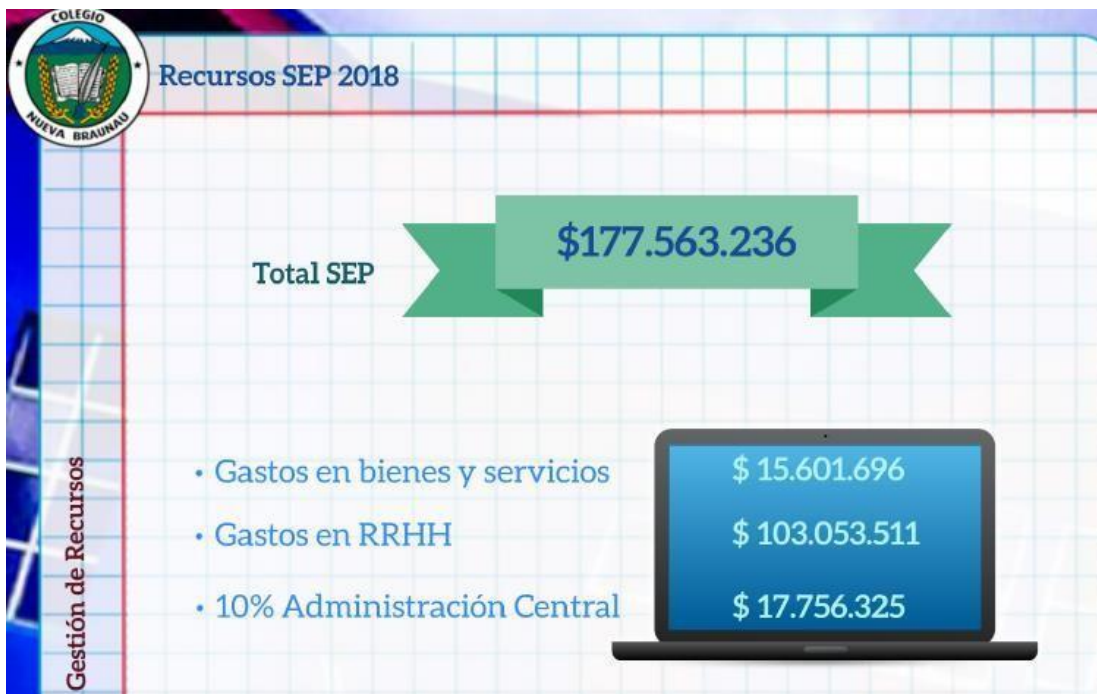 COLEGIO
NUEVA BRAUNAU
Recursos SEP 2018
Total SEP
$177.563.236
Gestión de Recursos
• Gastos en bienes y servicios $ 15.601.696
• Gastos en RRHH $ 103.053.511
• 10% Administración Central $ 17.756.325